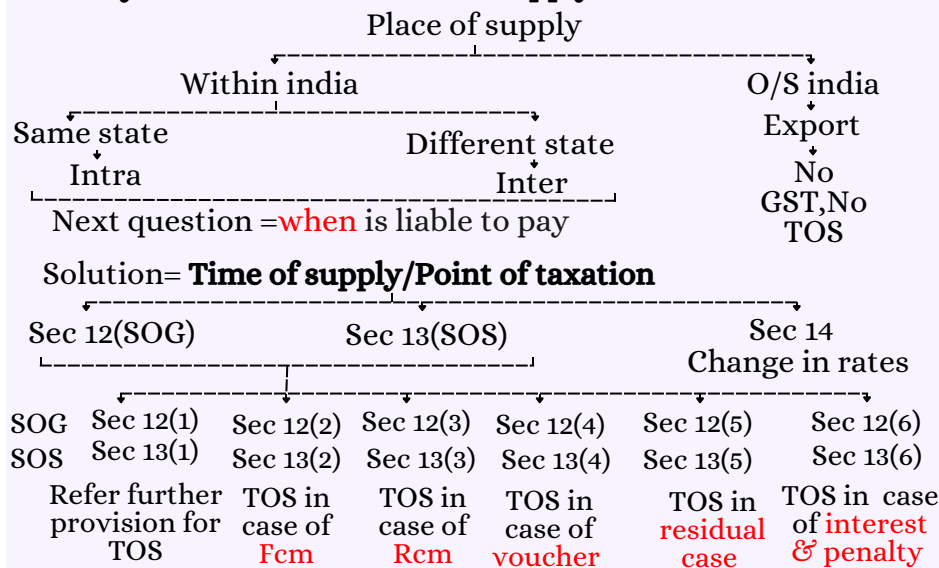 Place of supply
Within india
O/S india
Same state
Different state
Export
Intra
Inter
No
GST,No
TOS
Next question =when is liable to pay
Solution= Time of supply/Point of taxation
Sec 12(SOG)
Sec 13(SOS)
Sec 14
Change in rates
SOG Sec 12(1) Sec 12(2) Sec 12(3) Sec 12(4) Sec 12(5) Sec 12(6)
SOS Sec 13(1) Sec 13(2) Sec 13(3) Sec 13(4) Sec 13(5) Sec 13(6)
Refer further
provision for
TOS
TOS in
case of
Fcm
TOS in
case of
Rcm
TOS in
case of
voucher
TOS in
residual
case
TOS in case
of interest
& penalty